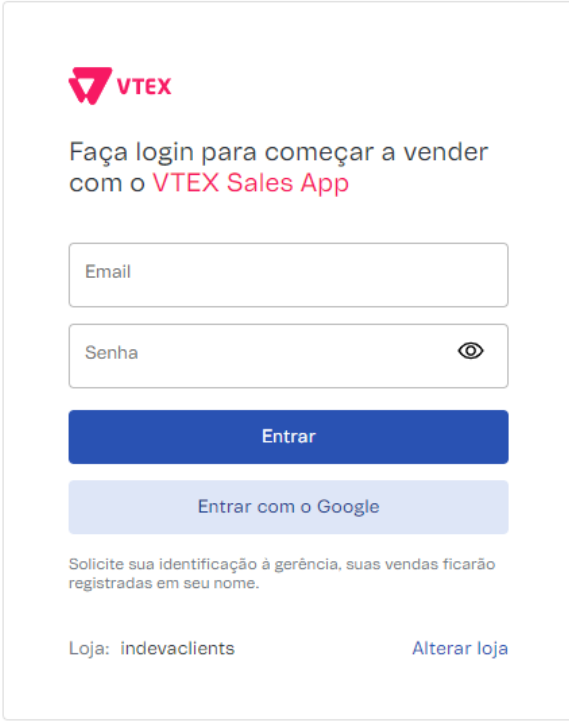 VTEX
Faça login para começar a vender
com o VTEX Sales App
Email
Senha
Entrar
Entrar com o Google
Solicite sua identificação à gerência, suas vendas ficarão
registradas em seu nome.
Loja: indevaclients
Alterar loja